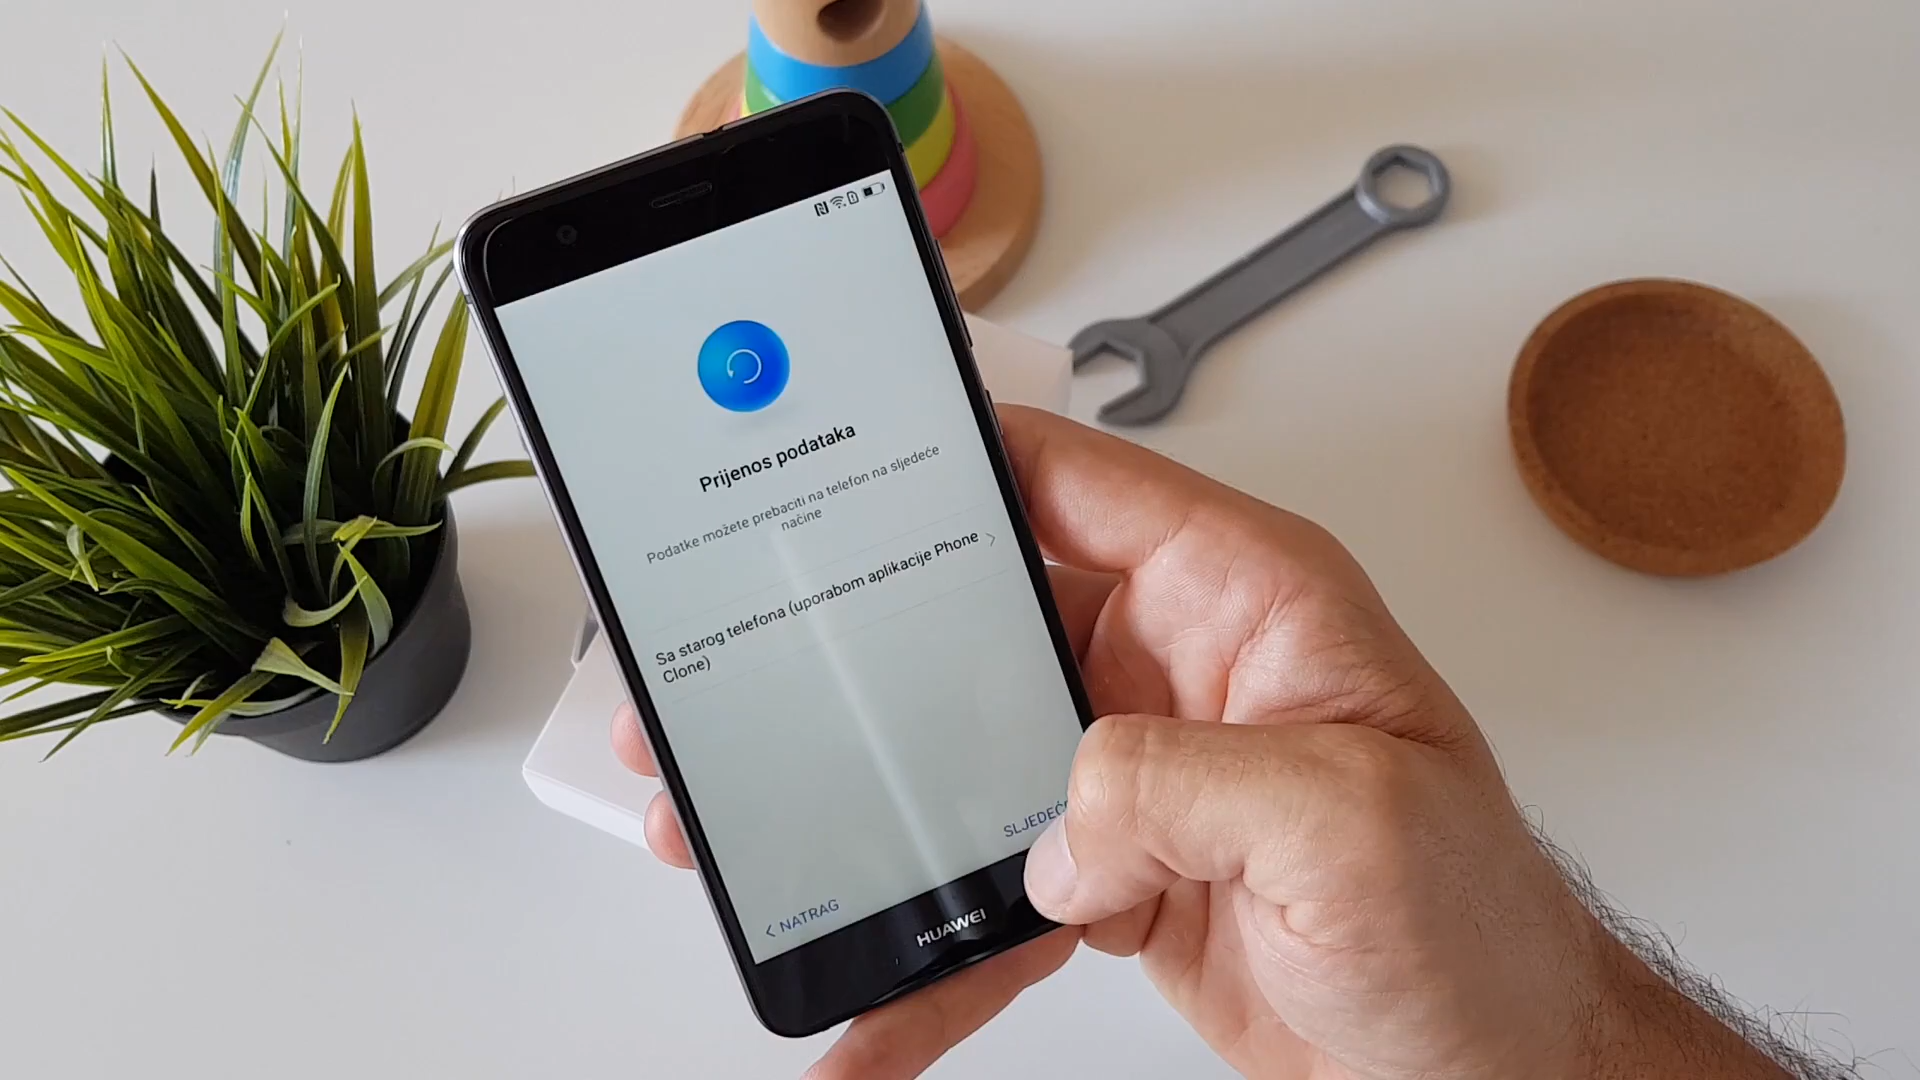 Prijenos podataka
Podatke možete prebaciti na telefon na sljedeće
načine
Sa starog telefona (uporabom aplikacije Phone
Clone)
SLJEDEĆ
NATRAG
HUAWEI